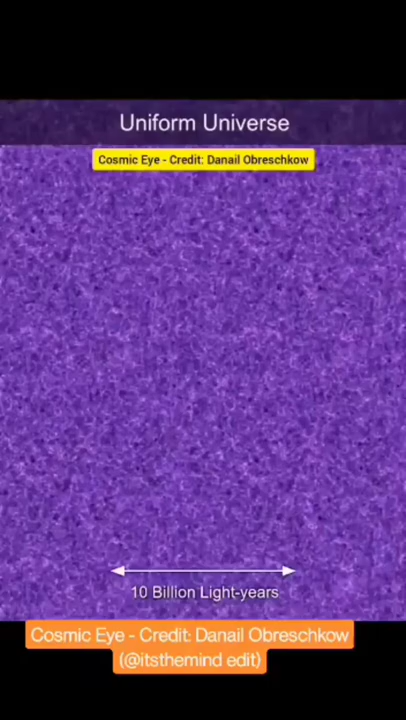 Uniform Universe
Cosmic Eye - Credit: Danail Obreschkow
10 Billion Light-years
Cosmic Eye - Credit: Danail Obreschkow
(@itsthemind edit)